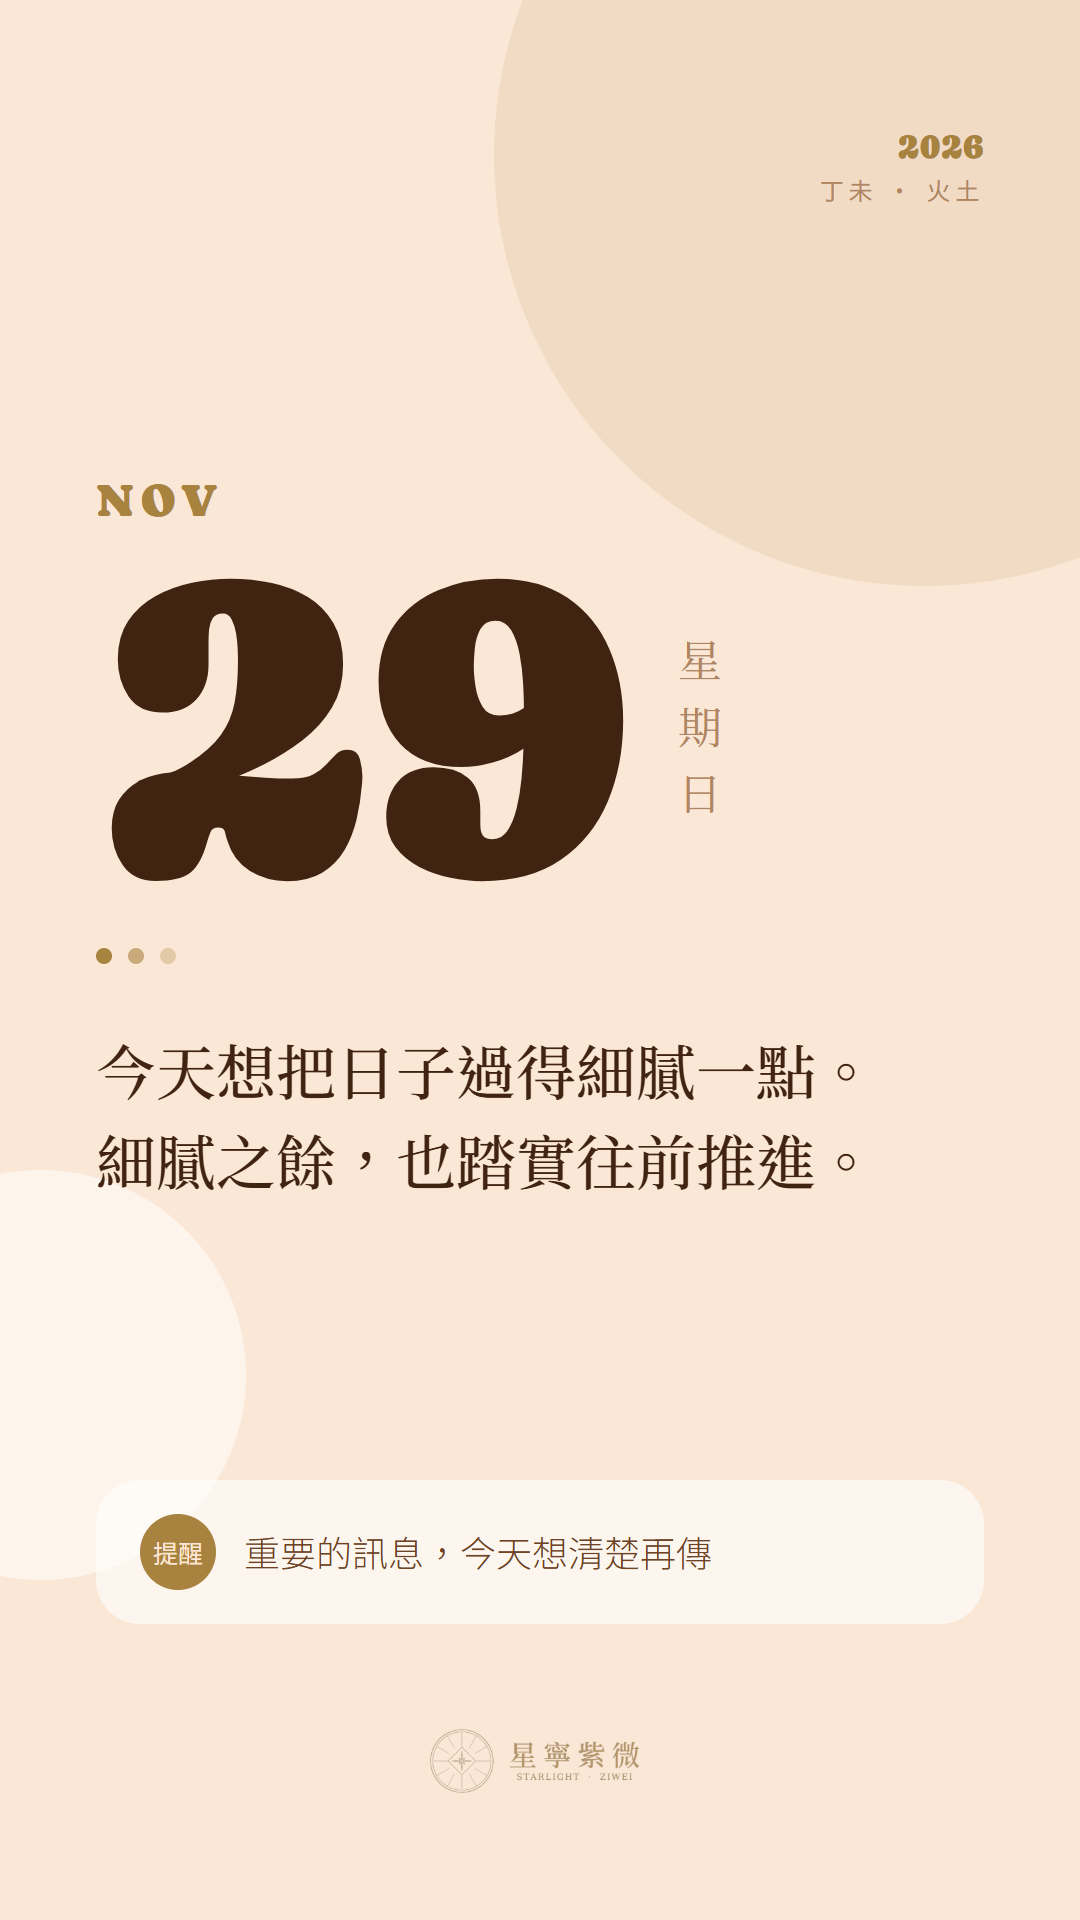 2026
丁未 · 火土
NOV
29
星期日
今天想把日子過得細膩一點。
細膩之餘，也踏實往前推進。
提醒
重要的訊息，今天想清楚再傳
星寧紫微
STARLIGHT · ZIWEI